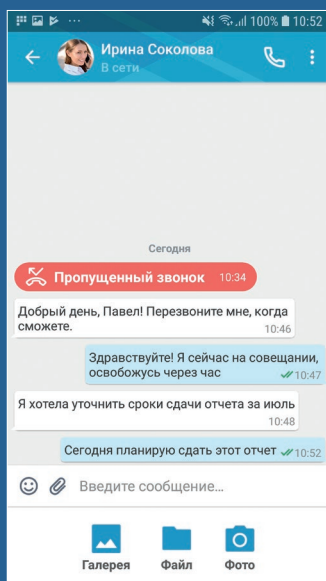 100% 10:52
Ирина Соколова
В сети
Сегодня
Пропущенный звонок 10:34
Добрый день, Павел! Перезвоните мне, когда
сможете.
10:46
Здравствуйте! Я сейчас на совещании,
освобожусь через час 10:47
Я хотела уточнить сроки сдачи отчета за июль
10:48
Сегодня планирую сдать этот отчет 10:52
Введите сообщение...
Галерея Файл Фото